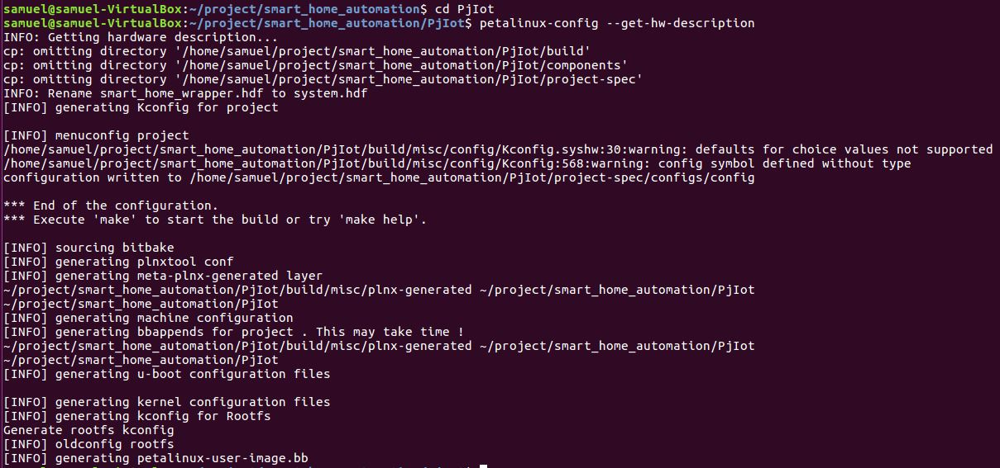 samuel@samuel-VirtualBox:~/project/smart_home_automation$ cd PjIot
samuel@samuel-VirtualBox:~/project/smart_home_automation/PjIot$ petalinux-config --get-hw-description
INFO: Getting hardware description...
cp: omitting directory '/home/samuel/project/smart_home_automation/PjIot/build'
cp: omitting directory '/home/samuel/project/smart_home_automation/PjIot/components'
cp: omitting directory '/home/samuel/project/smart_home_automation/PjIot/project-spec'
INFO: Rename smart_home_wrapper.hdf to system.hdf
[INFO] generating Kconfig for project
[INFO] menuconfig project
/home/samuel/project/smart_home_automation/PjIot/build/misc/config/Kconfig.syshw:30:warning: defaults for choice values not supported
/home/samuel/project/smart_home_automation/PjIot/build/misc/config/Kconfig:568:warning: config symbol defined without type
configuration written to /home/samuel/project/smart_home_automation/PjIot/project-spec/configs/config
*** End of the configuration.
*** Execute 'make' to start the build or try 'make help'.
[INFO] sourcing bitbake
[INFO] generating plnxtool conf
[INFO] generating meta-plnx-generated layer
~/project/smart_home_automation/PjIot/build/misc/plnx-generated ~/project/smart_home_automation/PjIot
~/project/smart_home_automation/PjIot
[INFO] generating machine configuration
[INFO] generating bbappends for project . This may take time !
~/project/smart_home_automation/PjIot/build/misc/plnx-generated ~/project/smart_home_automation/PjIot
~/project/smart_home_automation/PjIot
[INFO] generating u-boot configuration files
[INFO] generating kernel configuration files
[INFO] generating kconfig for Rootfs
Generate rootfs kconfig
[INFO] oldconfig rootfs
[INFO] generating petalinux-user-image.bb